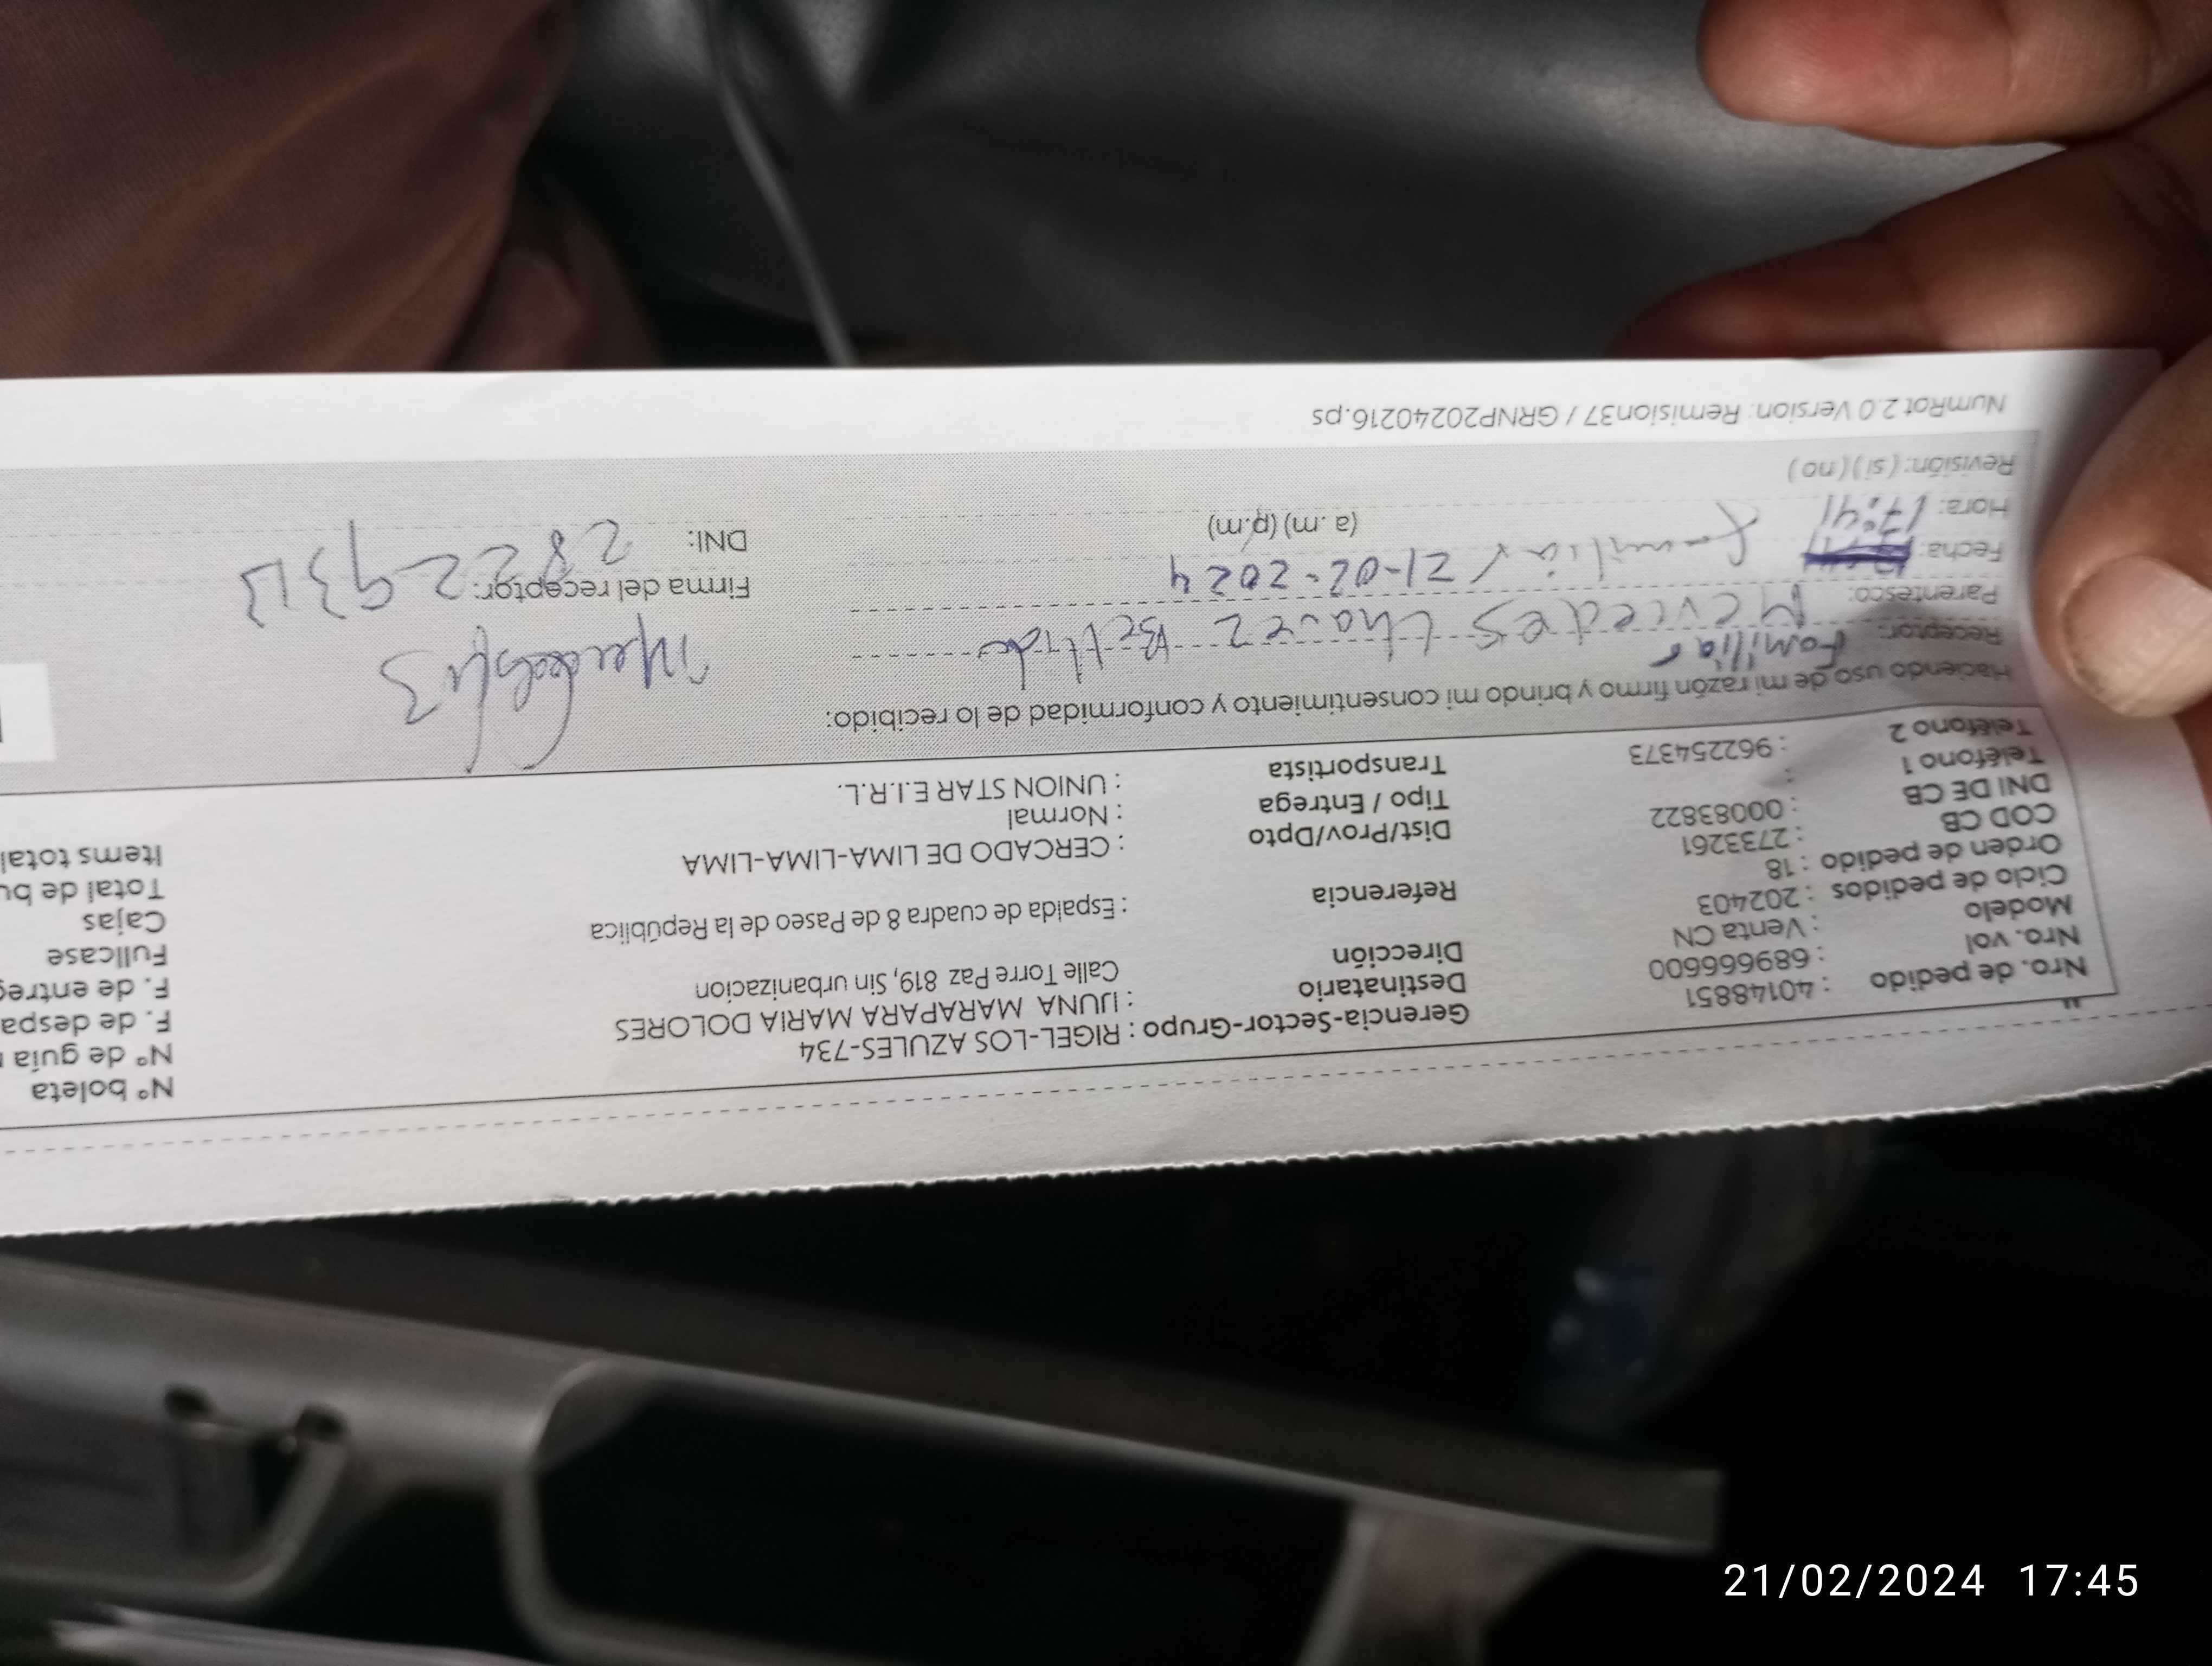 Nro. de pedido : 40148851
Nro. vol : 689666600
Modelo : Venta CN
Ciclo de pedidos : 202403
Orden de pedido : 18
COD CB : 2733261
DNI DE CB : 00083822
Teléfono 1 :
Teléfono 2 : 962254373
Gerencia-Sector-Grupo : RIGEL-LOS AZULES-734
Destinatario : IJUNA MARAPARA MARIA DOLORES
Dirección Calle Torre Paz 819, Sin urbanizacion
Referencia : Espalda de cuadra 8 de Paseo de la República
Dist/Prov/Dpto : CERCADO DE LIMA-LIMA-LIMA
Tipo / Entrega : Normal
Transportista : UNION STAR E.I.R.L.
N° boleta
N° de guía
F. de despa
F. de entreg
Fullcase
Cajas
Total de bu
Items total
Haciendo uso de mi razón firmo y brindo mi consentimiento y conformidad de lo recibido:
Familiar
Receptor: Mercedes Chavez Bellido
Parentesco: familiar / 21-02-2024
Fecha:
Hora: 17:41 (a.m) (p.m)
Revisión: ( si ) ( no )
Firma del receptor:
DNI:
NumRot 2.0 Version: Remision37 / GRNP20240216.ps
21/02/2024 17:45